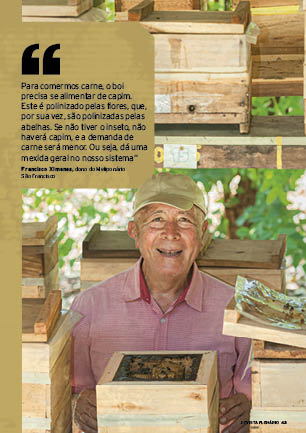 “
Para comermos carne, o boi
precisa se alimentar de capim.
Este é polinizado pelas flores, que,
por sua vez, são polinizadas pelas
abelhas. Se não tiver o inseto, não
haverá capim, e a demanda de
carne será menor. Ou seja, dá uma
mexida geral no nosso sistema”
Francisco Ximenes, dono do Meliponário
São Francisco
REVISTA PLENÁRIO